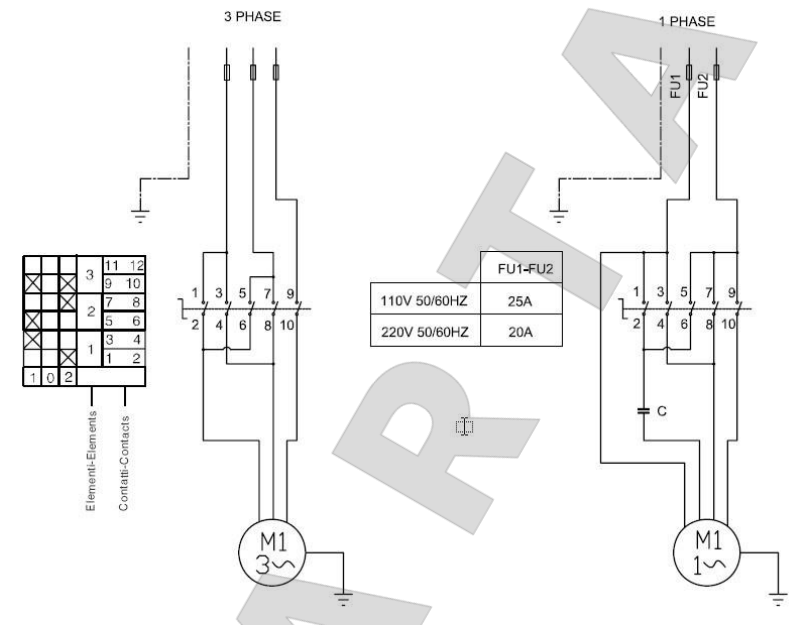 3 PHASE
1 PHASE
FU1
FU2
11 12
3
9 10
7 8
2
5 6
3 4
1
1 2
1 0 2
Elementi-Elements
Contatti-Contacts
1 3 5 7 9
2 4 6 8 10
FU1-FU2
110V 50/60HZ 25A
220V 50/60HZ 20A
1 3 5 7 9
2 4 6 8 10
C
M1
3~
M1
1~
A
T
R